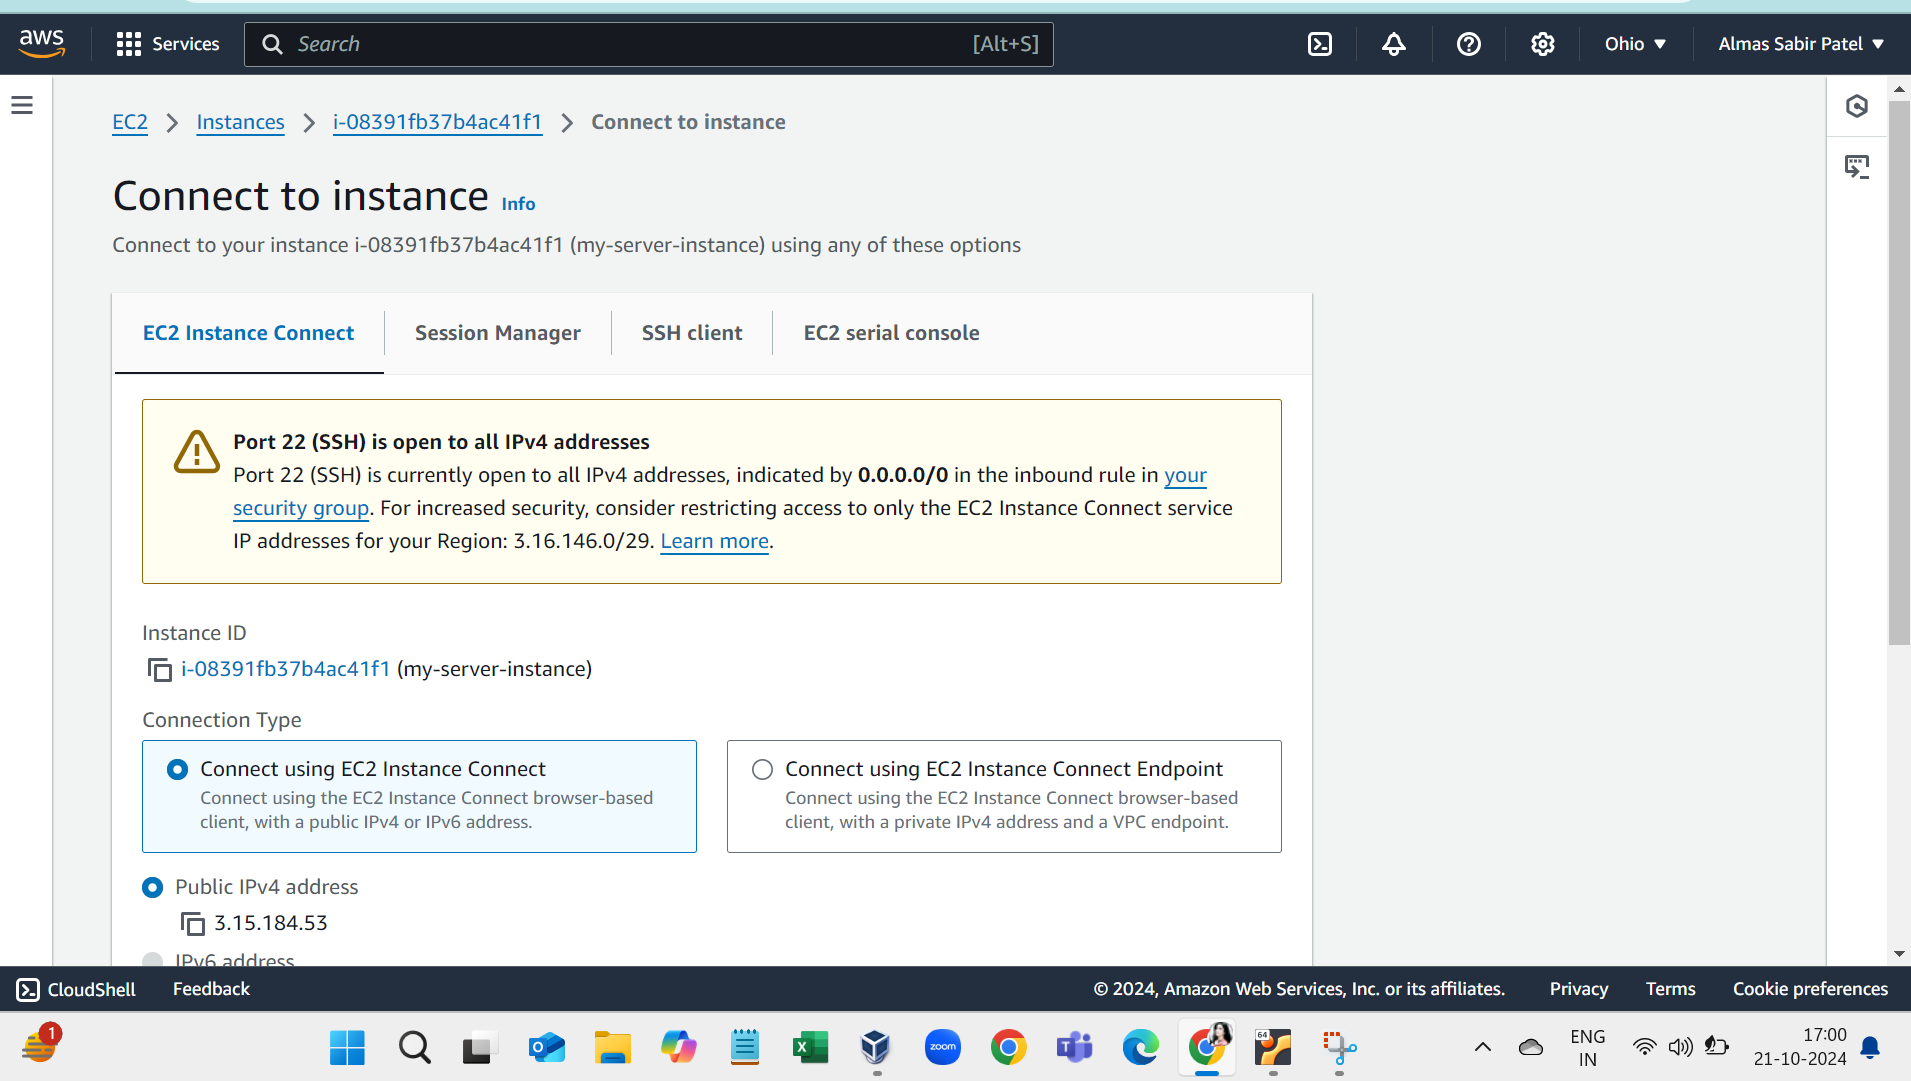 aws
Services
Search
[Alt+S]
Ohio
Almas Sabir Patel
EC2
Instances
i-08391fb37b4ac41f1
Connect to instance
Connect to instance
Info
Connect to your instance i-08391fb37b4ac41f1 (my-server-instance) using any of these options
EC2 Instance Connect
Session Manager
SSH client
EC2 serial console
Port 22 (SSH) is open to all IPv4 addresses
Port 22 (SSH) is currently open to all IPv4 addresses, indicated by 0.0.0.0/0 in the inbound rule in your
security group. For increased security, consider restricting access to only the EC2 Instance Connect service
IP addresses for your Region: 3.16.146.0/29. Learn more.
Instance ID
i-08391fb37b4ac41f1 (my-server-instance)
Connection Type
Connect using EC2 Instance Connect
Connect using the EC2 Instance Connect browser-based
client, with a public IPv4 or IPv6 address.
Connect using EC2 Instance Connect Endpoint
Connect using the EC2 Instance Connect browser-based
client, with a private IPv4 address and a VPC endpoint.
Public IPv4 address
3.15.184.53
IPv6 address
CloudShell
Feedback
© 2024, Amazon Web Services, Inc. or its affiliates.
Privacy
Terms
Cookie preferences
1
zoom
64
ENG
IN
17:00
21-10-2024